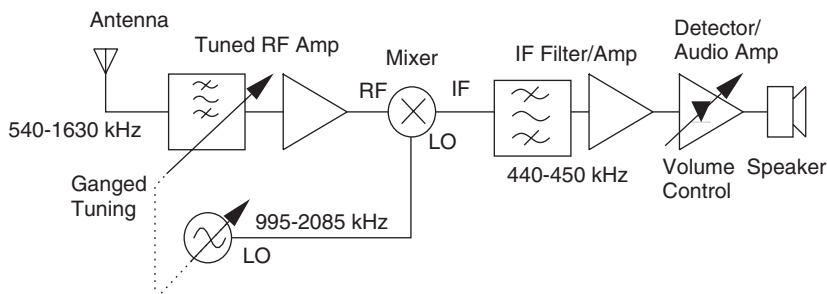 Antenna
Tuned RF Amp
Mixer
IF Filter/Amp
Detector/
Audio Amp
RF
IF
LO
540-1630 kHz
440-450 kHz
Volume
Control
Speaker
Ganged
Tuning
995-2085 kHz
LO